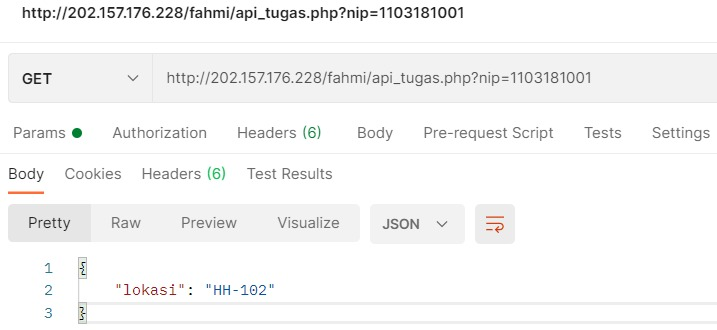 http://202.157.176.228/fahmi/api_tugas.php?nip=1103181001
GET http://202.157.176.228/fahmi/api_tugas.php?nip=1103181001
Params Authorization Headers (6) Body Pre-request Script Tests Settings
Body Cookies Headers (6) Test Results
Pretty Raw Preview Visualize JSON
1 {
2 "lokasi": "HH-102"
3 }